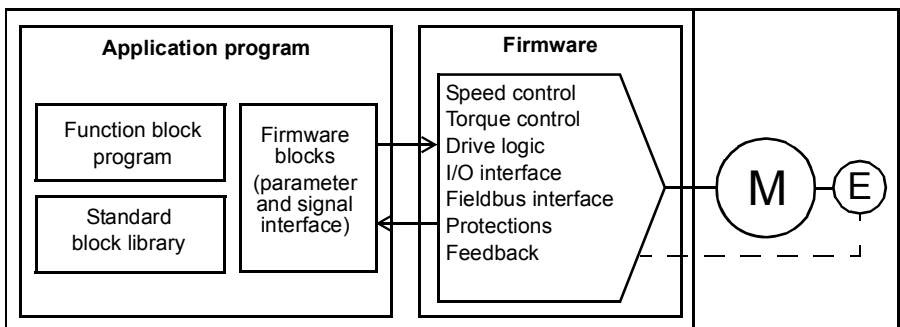 Application program
Function block
program
Standard
block library
Firmware
blocks
(parameter
and signal
interface)
Firmware
Speed control
Torque control
Drive logic
I/O interface
Fieldbus interface
Protections
Feedback
M
E